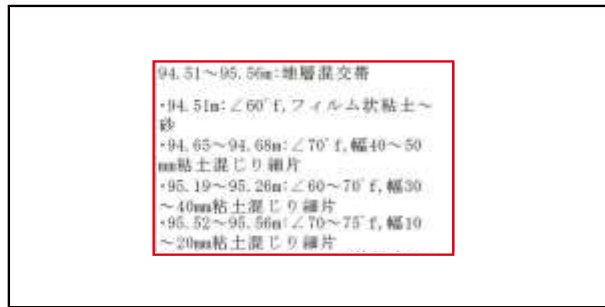 94.51～95.56m:地層混交帯
・94.51m:∠60°f,フィルム状粘土～
砂
・94.65～94.68m:∠70°f,幅40～50
mm粘土混じり細片
・95.19～95.26m:∠60～70°f,幅30
～40mm粘土混じり細片
・95.52～95.56m:∠70～75°f,幅10
～20mm粘土混じり細片